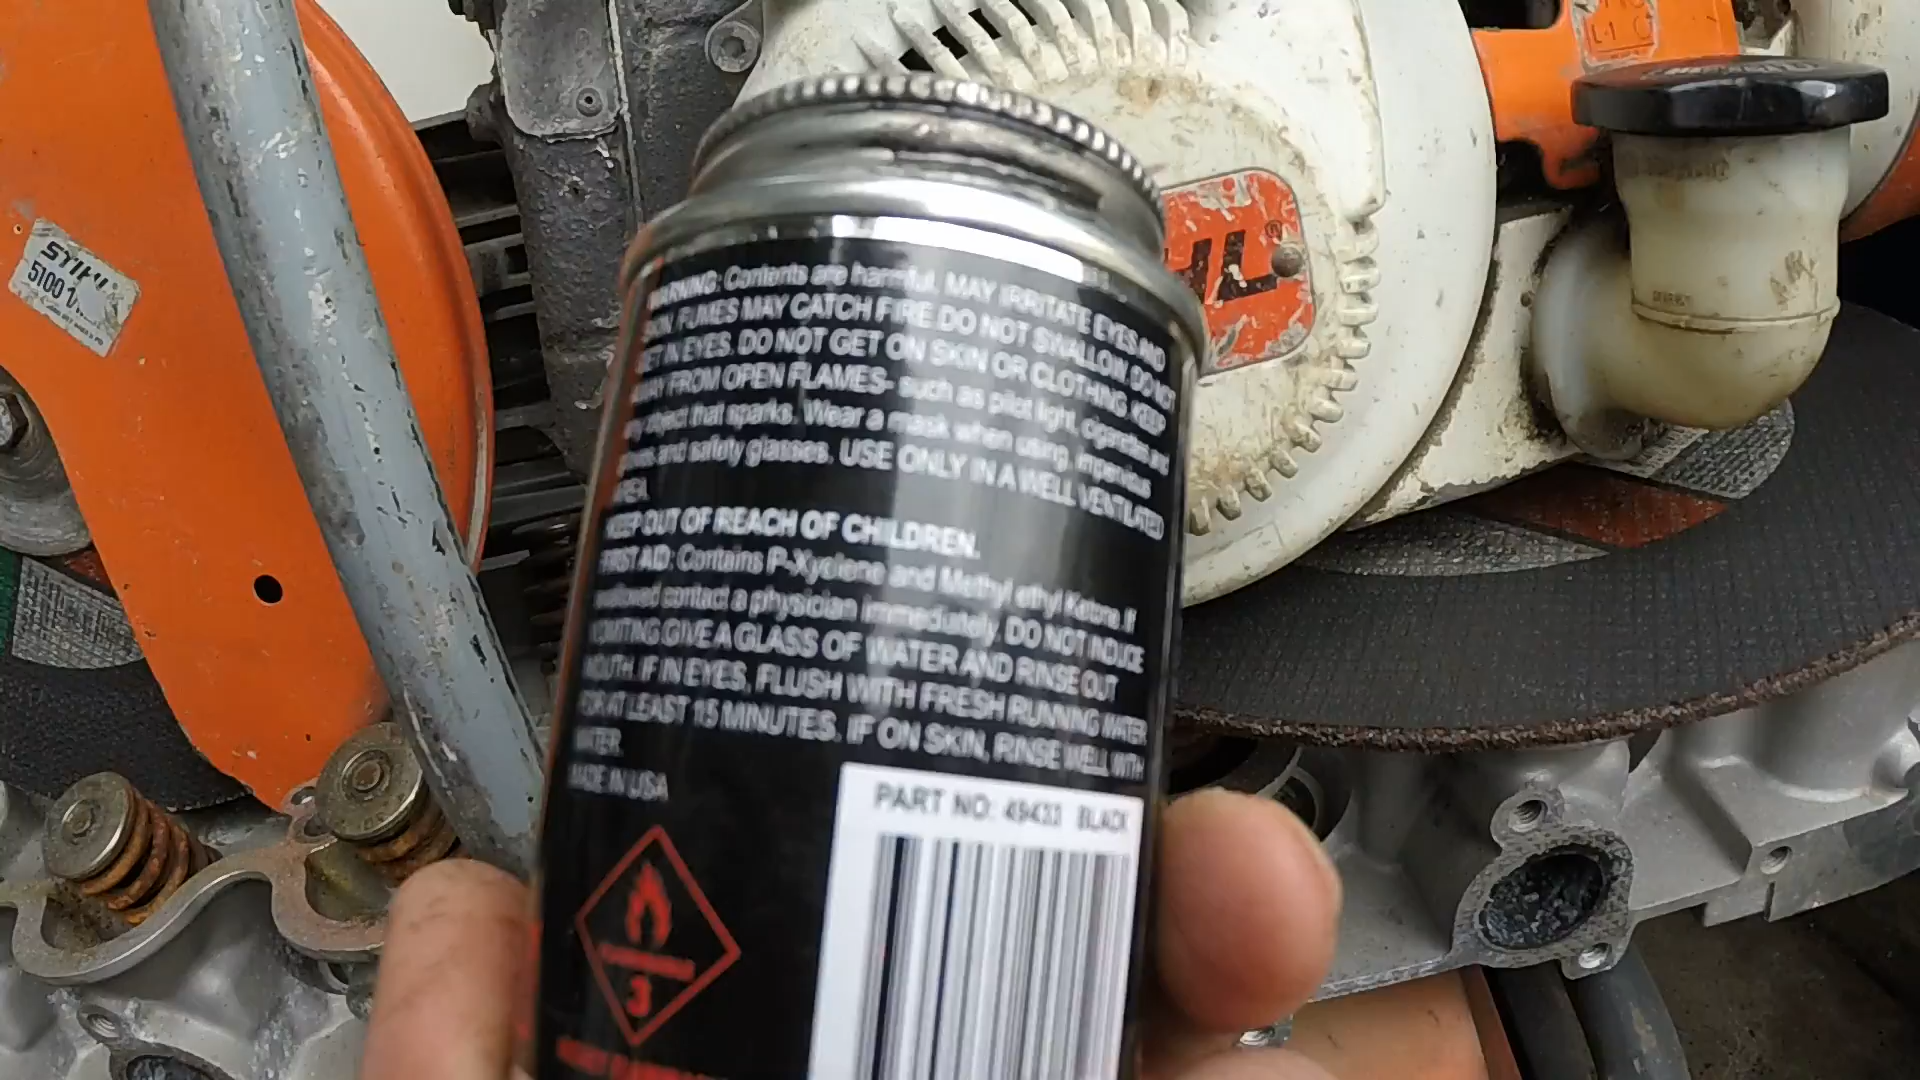 STIHL
5100
HL®
WARNING: Contents are harmful. MAY IRRITATE EYES AND
SKIN. FUMES MAY CATCH FIRE. DO NOT SWALLOW. DO NOT
GET IN EYES. DO NOT GET ON SKIN OR CLOTHING. KEEP
AWAY FROM OPEN FLAMES- such as pilot light, cigarettes and
any object that sparks. Wear a mask when using, impervious
gloves and safety glasses. USE ONLY IN A WELL VENTILATED
AREA.
KEEP OUT OF REACH OF CHILDREN.
FIRST AID: Contains P-Xyclene and Methyl ethyl Ketone. If
swallowed contact a physician immediately. DO NOT INDUCE
VOMITING GIVE A GLASS OF WATER AND RINSE OUT
MOUTH. IF IN EYES, FLUSH WITH FRESH RUNNING WATER
FOR AT LEAST 15 MINUTES. IF ON SKIN, RINSE WELL WITH
WATER.
MADE IN USA
PART NO: 49433 BLACK
3